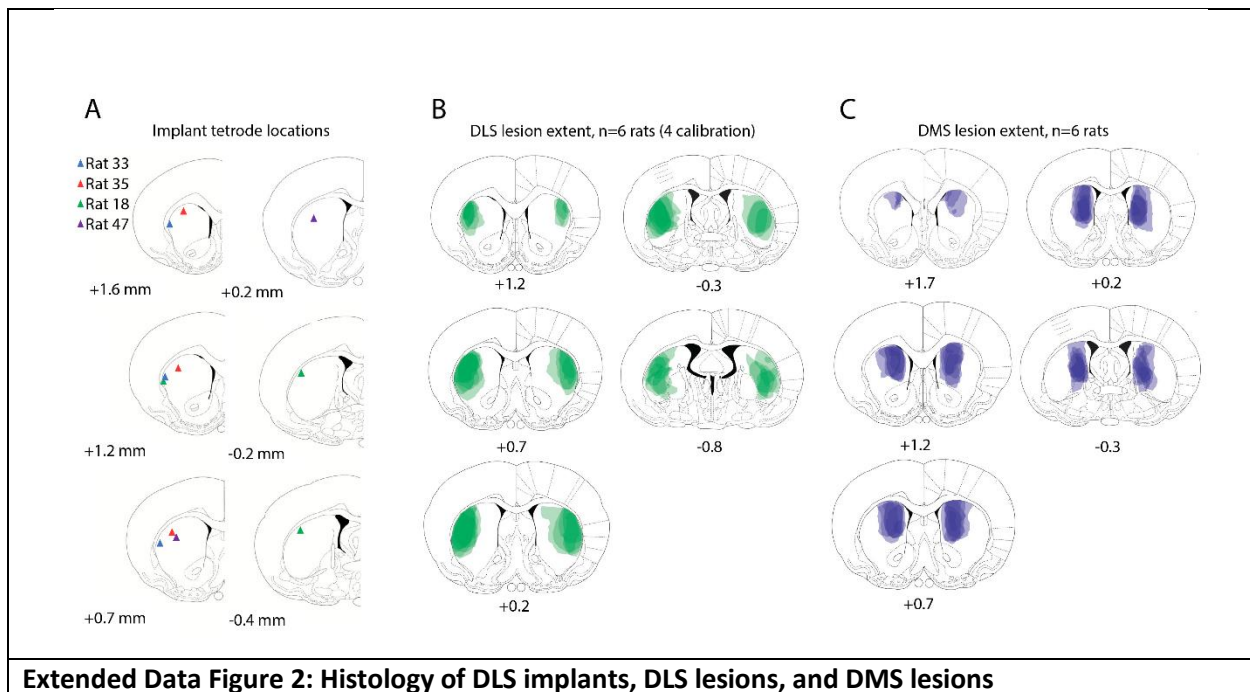 A
Implant tetrode locations
Rat 33
Rat 35
Rat 18
Rat 47
+1.6 mm
+0.2 mm
+1.2 mm
-0.2 mm
+0.7 mm
-0.4 mm
B
DLS lesion extent, n=6 rats (4 calibration)
+1.2
-0.3
+0.7
-0.8
+0.2
C
DMS lesion extent, n=6 rats
+1.7
+0.2
+1.2
-0.3
+0.7
Extended Data Figure 2: Histology of DLS implants, DLS lesions, and DMS lesions